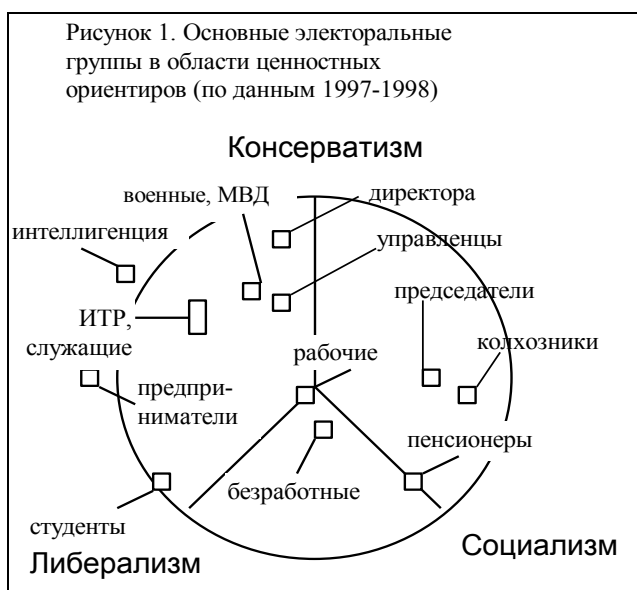 Рисунок 1. Основные электоральные
группы в области ценностных
ориентиров (по данным 1997-1998)
Консерватизм
военные, МВД
директора
интеллигенция
управленцы
председатели
ИТР,
служащие
рабочие
колхозники
предпри-
ниматели
пенсионеры
безработные
студенты
Либерализм
Социализм